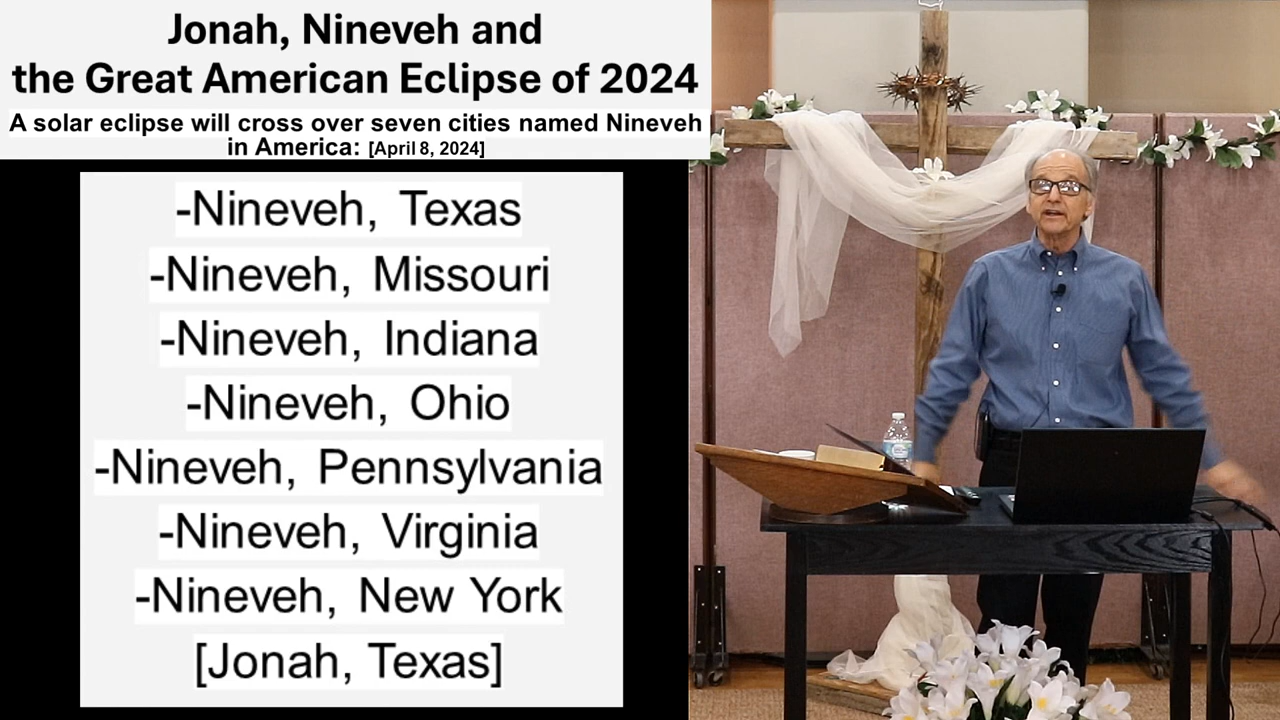 Jonah, Nineveh and
the Great American Eclipse of 2024
A solar eclipse will cross over seven cities named Nineveh
in America: [April 8, 2024]
-Nineveh, Texas
-Nineveh, Missouri
-Nineveh, Indiana
-Nineveh, Ohio
-Nineveh, Pennsylvania
-Nineveh, Virginia
-Nineveh, New York
[Jonah, Texas]